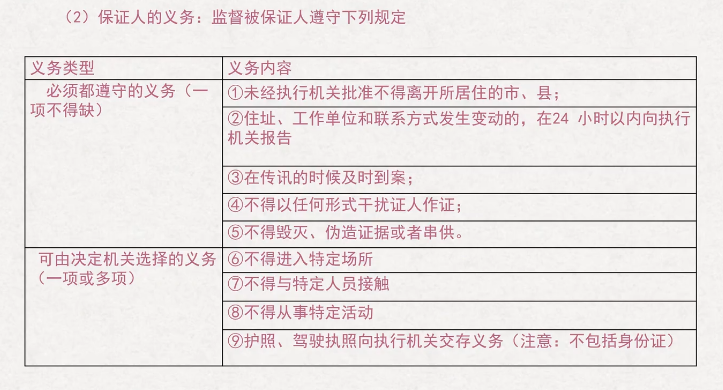 （2）保证人的义务：监督被保证人遵守下列规定
义务类型
义务内容
必须都遵守的义务（一
项不得缺）
①未经执行机关批准不得离开所居住的市、县；
②住址、工作单位和联系方式发生变动的，在24 小时以内向执行
机关报告
③在传讯的时候及时到案；
④不得以任何形式干扰证人作证；
⑤不得毁灭、伪造证据或者串供。
可由决定机关选择的义务
（一项或多项）
⑥不得进入特定场所
⑦不得与特定人员接触
⑧不得从事特定活动
⑨护照、驾驶执照向执行机关交存义务（注意：不包括身份证）